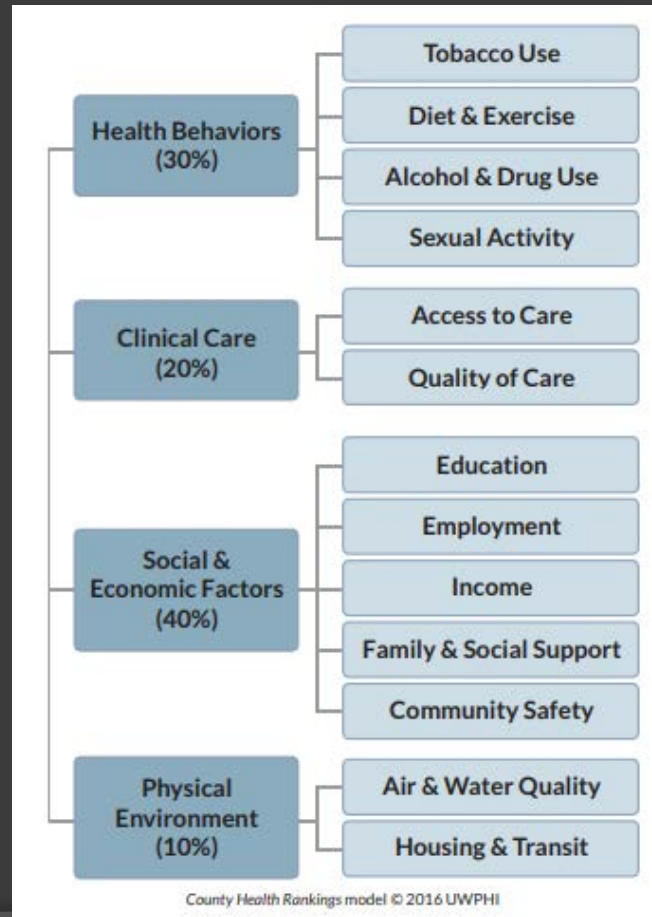 Health Behaviors
(30%)
Tobacco Use
Diet & Exercise
Alcohol & Drug Use
Sexual Activity
Clinical Care
(20%)
Access to Care
Quality of Care
Social &
Economic Factors
(40%)
Education
Employment
Income
Family & Social Support
Community Safety
Physical
Environment
(10%)
Air & Water Quality
Housing & Transit
County Health Rankings model © 2016 UWPHI